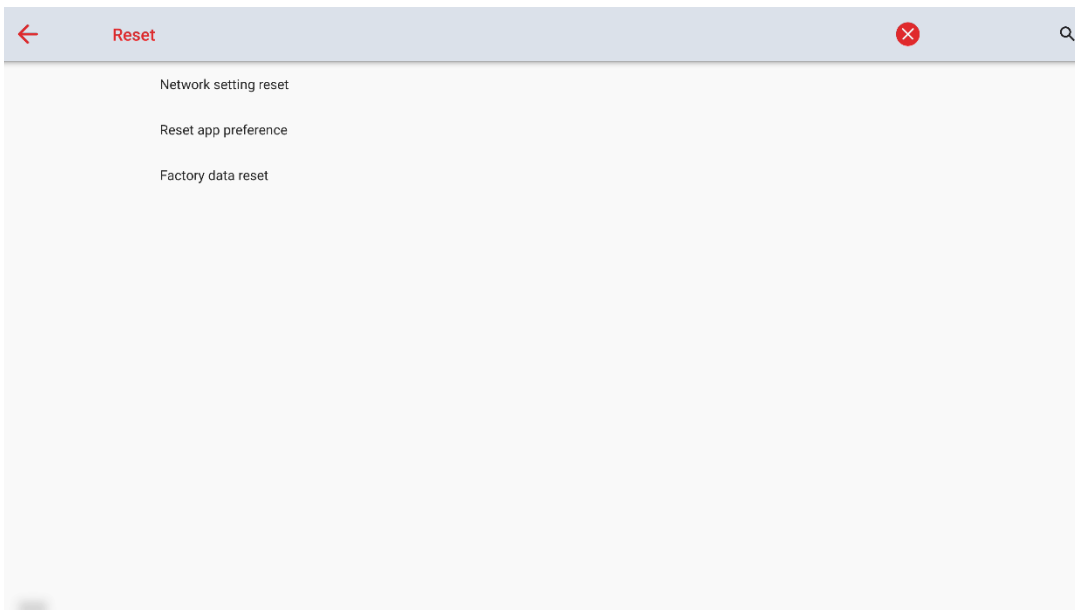 Reset
Network setting reset
Reset app preference
Factory data reset